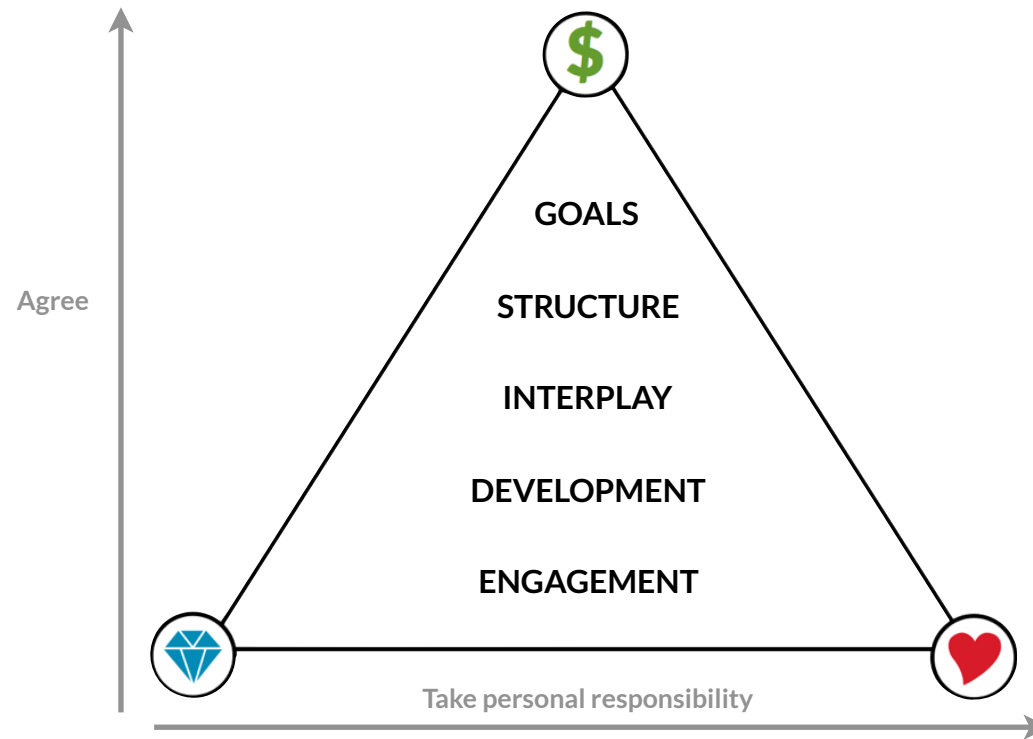 $
GOALS
Agree
STRUCTURE
INTERPLAY
DEVELOPMENT
ENGAGEMENT
Take personal responsibility